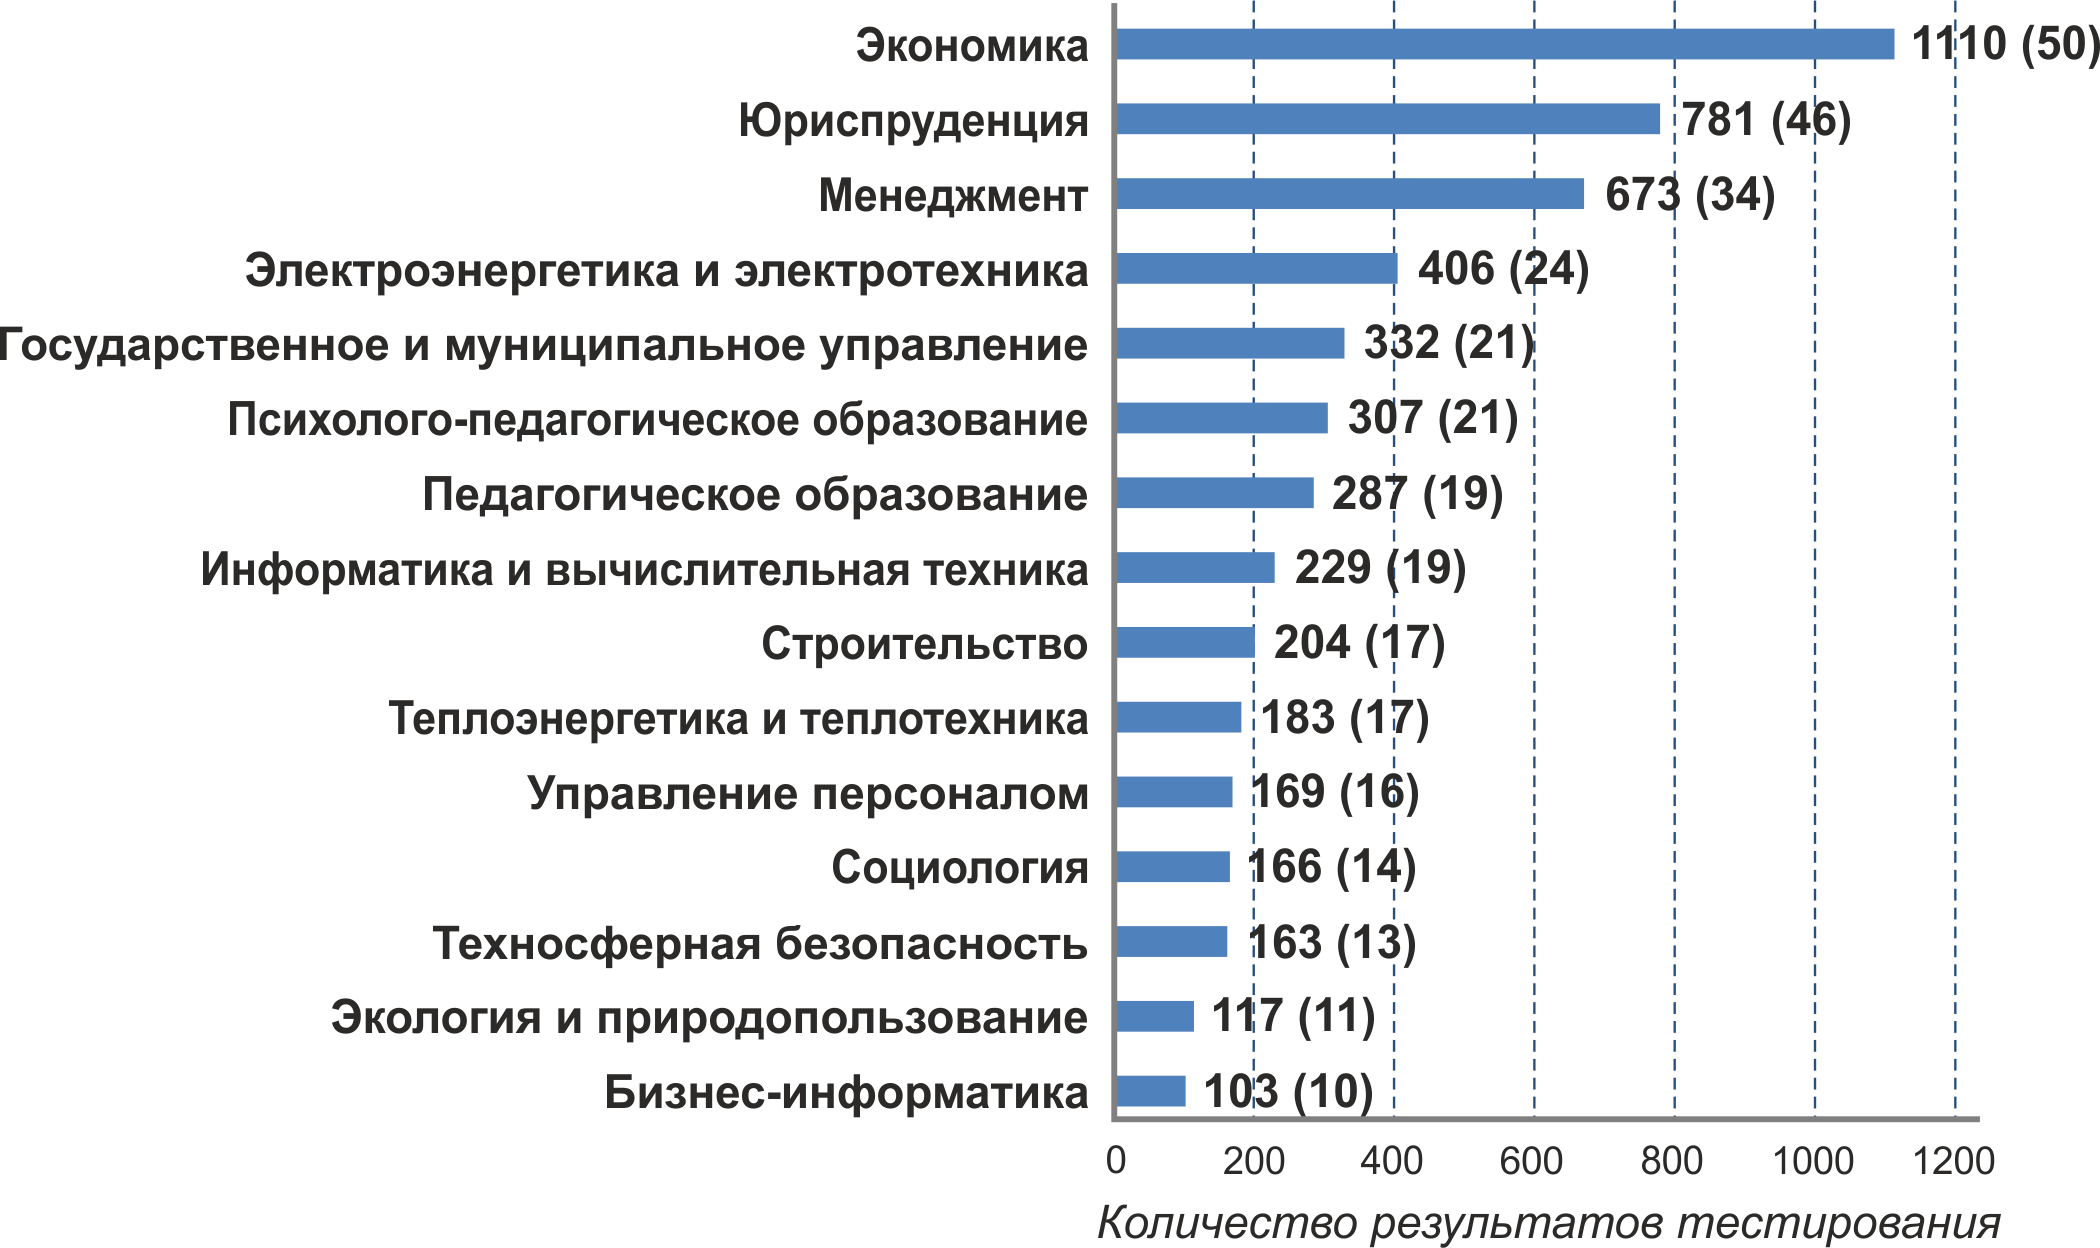 Экономика 1110 (50)
Юриспруденция 781 (46)
Менеджмент 673 (34)
Электроэнергетика и электротехника 406 (24)
Государственное и муниципальное управление 332 (21)
Психолого-педагогическое образование 307 (21)
Педагогическое образование 287 (19)
Информатика и вычислительная техника 229 (19)
Строительство 204 (17)
Теплоэнергетика и теплотехника 183 (17)
Управление персоналом 169 (16)
Социология 166 (14)
Техносферная безопасность 163 (13)
Экология и природопользование 117 (11)
Бизнес-информатика 103 (10)
0 200 400 600 800 1000 1200
Количество результатов тестирования